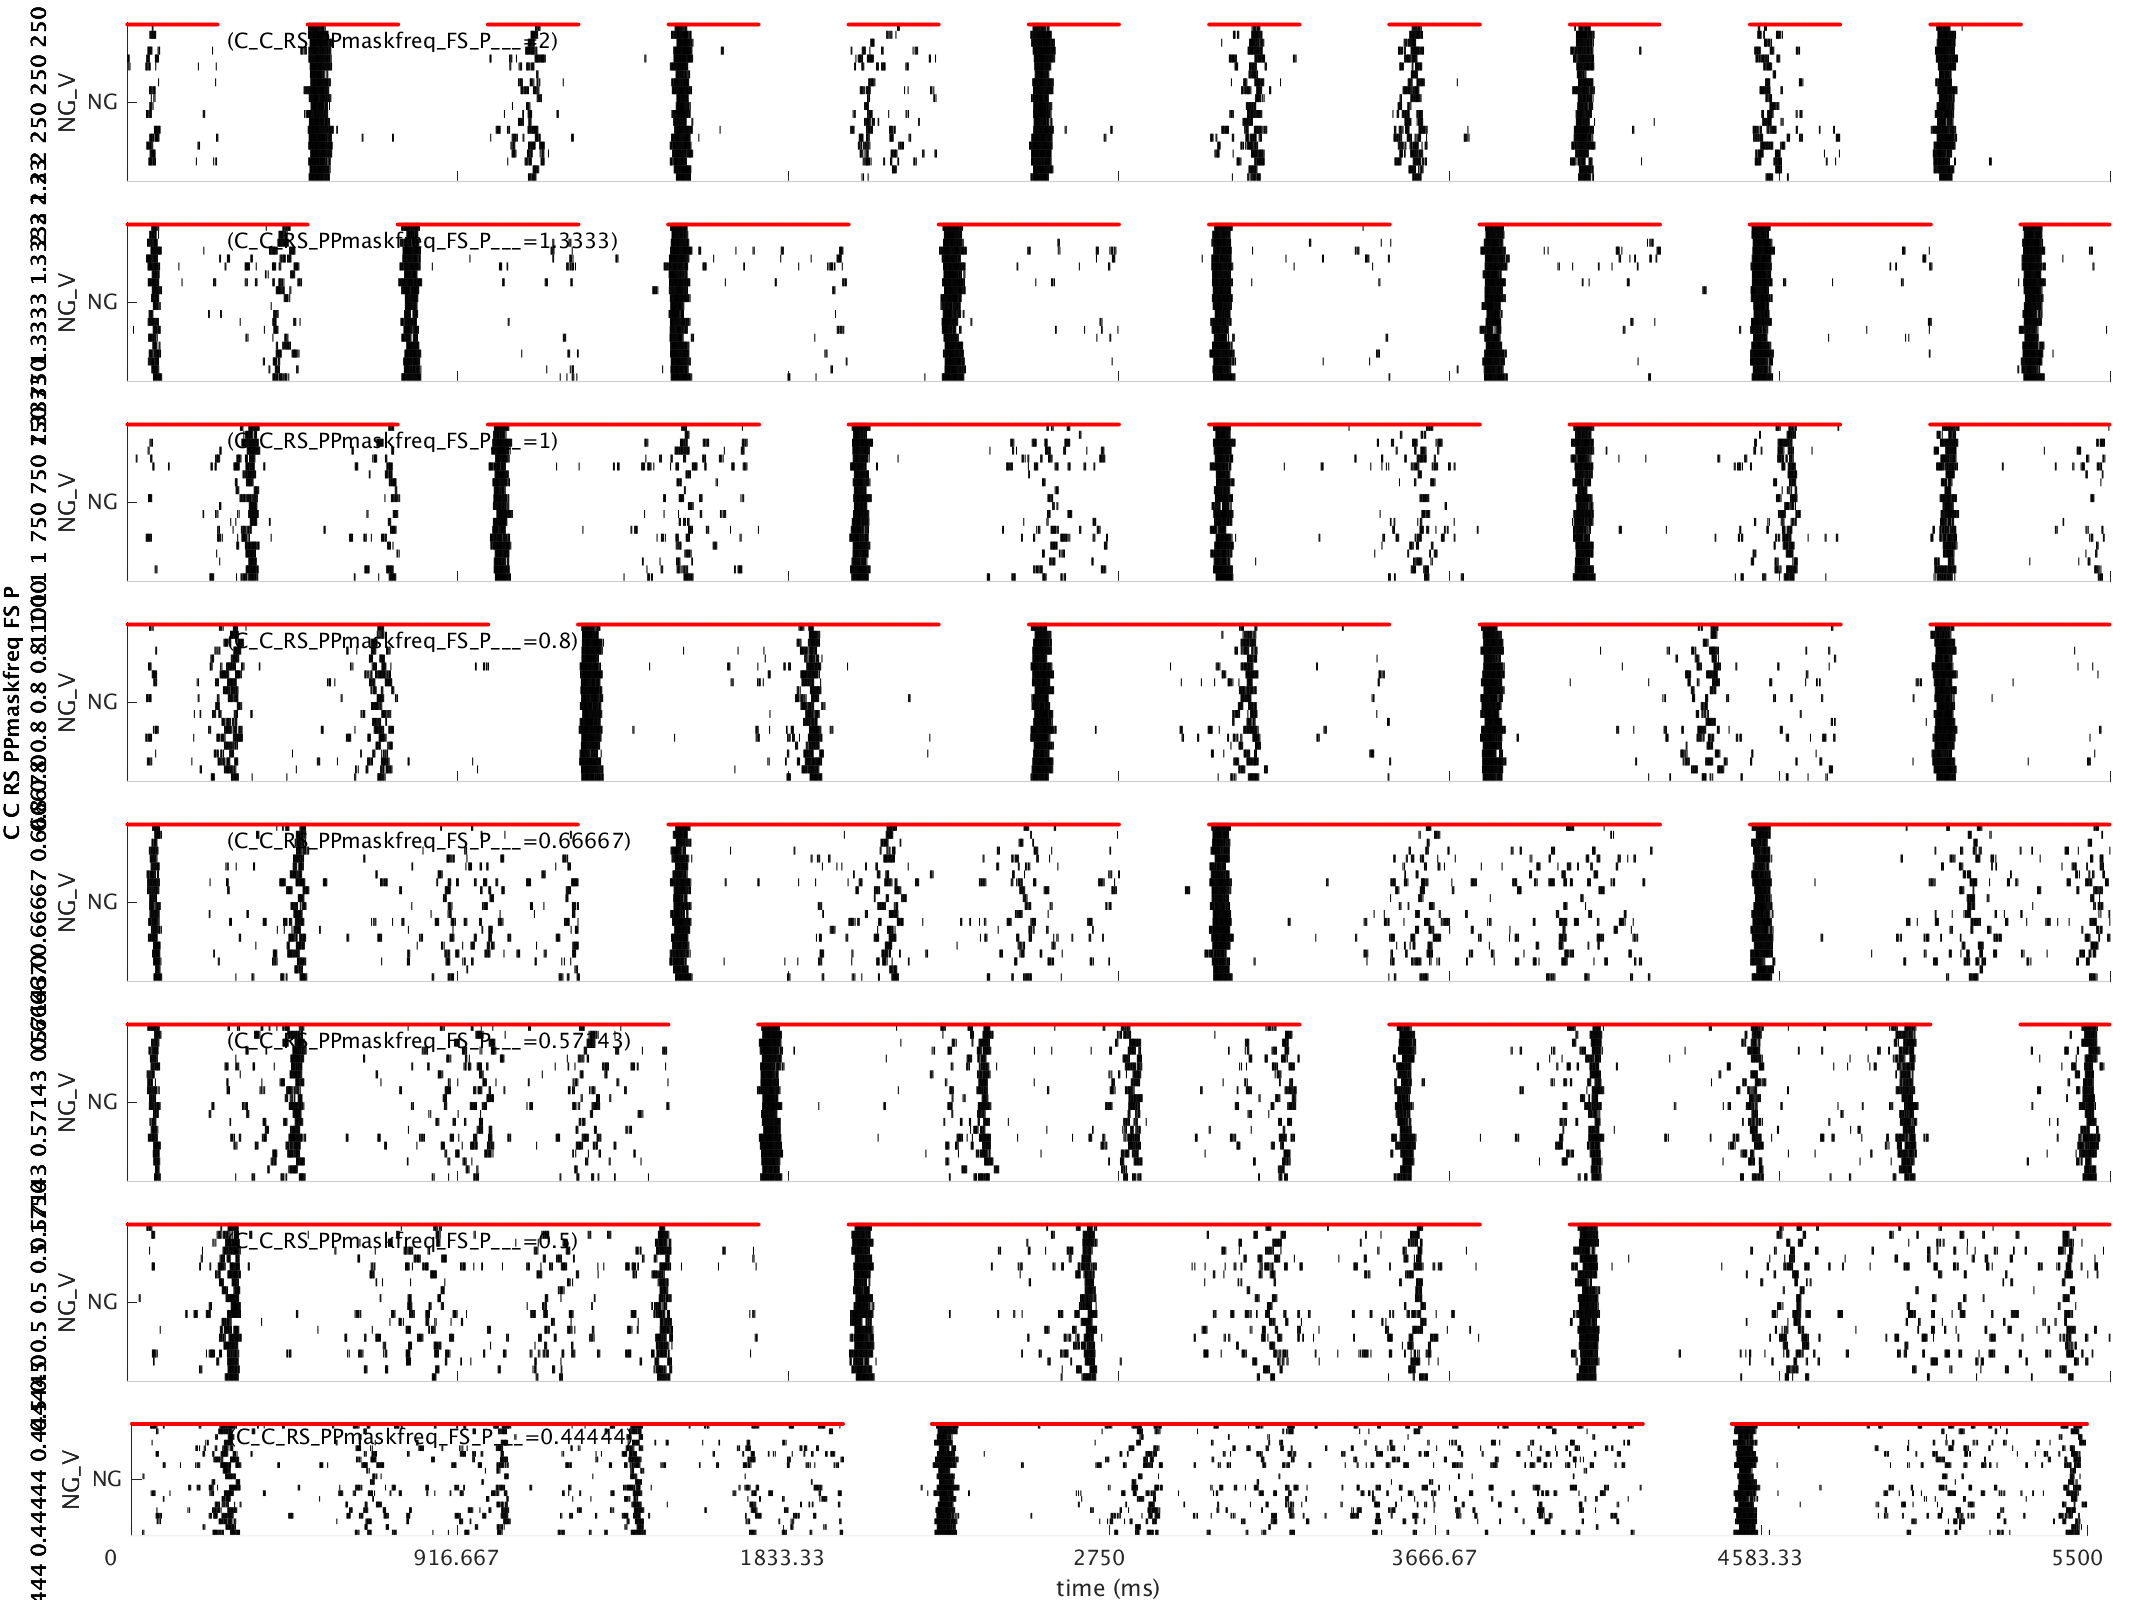 (C_C_RS_PPmaskfreq_FS_P___=2)
NG_V
NG
(C_C_RS_PPmaskfreq_FS_P___=1.3333)
NG_V
NG
(C_C_RS_PPmaskfreq_FS_P___=1)
NG_V
NG
(C_C_RS_PPmaskfreq_FS_P___=0.8)
NG_V
NG
C C RS PPmaskfreq FS P
(C_C_RS_PPmaskfreq_FS_P___=0.66667)
NG_V
NG
(C_C_RS_PPmaskfreq_FS_P___=0.57143)
NG_V
NG
(C_C_RS_PPmaskfreq_FS_P___=0.5)
NG_V
NG
(C_C_RS_PPmaskfreq_FS_P___=0.44444)
NG_V
NG
0 916.667 1833.33 2750 3666.67 4583.33 5500
time (ms)